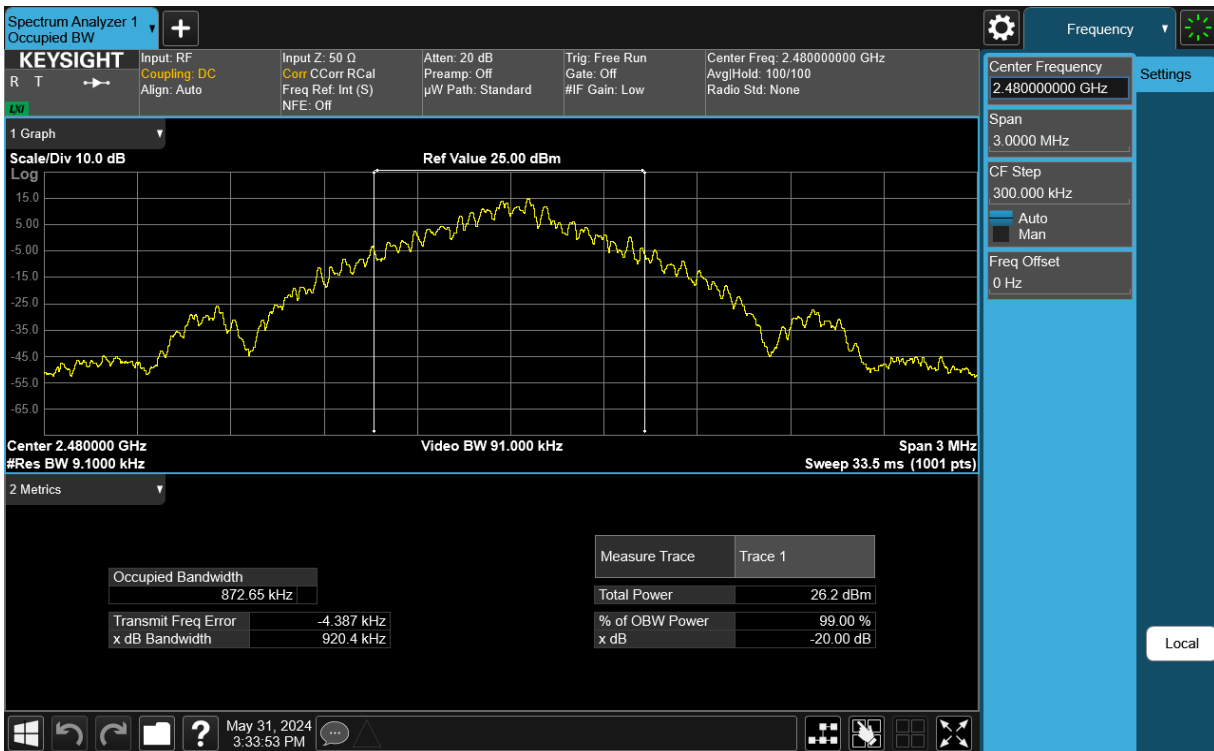 Spectrum Analyzer 1
Occupied BW
Frequency
KEYSIGHT
R T
LXI
Input: RF
Coupling: DC
Align: Auto
Input Z: 50 Ω
Corr CCorr RCal
Freq Ref: Int (S)
NFE: Off
Atten: 20 dB
Preamp: Off
µW Path: Standard
Trig: Free Run
Gate: Off
#IF Gain: Low
Center Freq: 2.480000000 GHz
Avg|Hold: 100/100
Radio Std: None
Center Frequency
2.480000000 GHz
Settings
Span
3.0000 MHz
CF Step
300.000 kHz
Auto
Man
Freq Offset
0 Hz
Local
1 Graph
Scale/Div 10.0 dB
Ref Value 25.00 dBm
Log
15.0
5.00
-5.00
-15.0
-25.0
-35.0
-45.0
-55.0
-65.0
Center 2.480000 GHz
Video BW 91.000 kHz
Span 3 MHz
#Res BW 9.1000 kHz
Sweep 33.5 ms (1001 pts)
2 Metrics
Measure Trace Trace 1
Occupied Bandwidth
872.65 kHz
Total Power 26.2 dBm
Transmit Freq Error -4.387 kHz
% of OBW Power 99.00 %
x dB Bandwidth 920.4 kHz
x dB -20.00 dB
?
May 31, 2024
3:33:53 PM